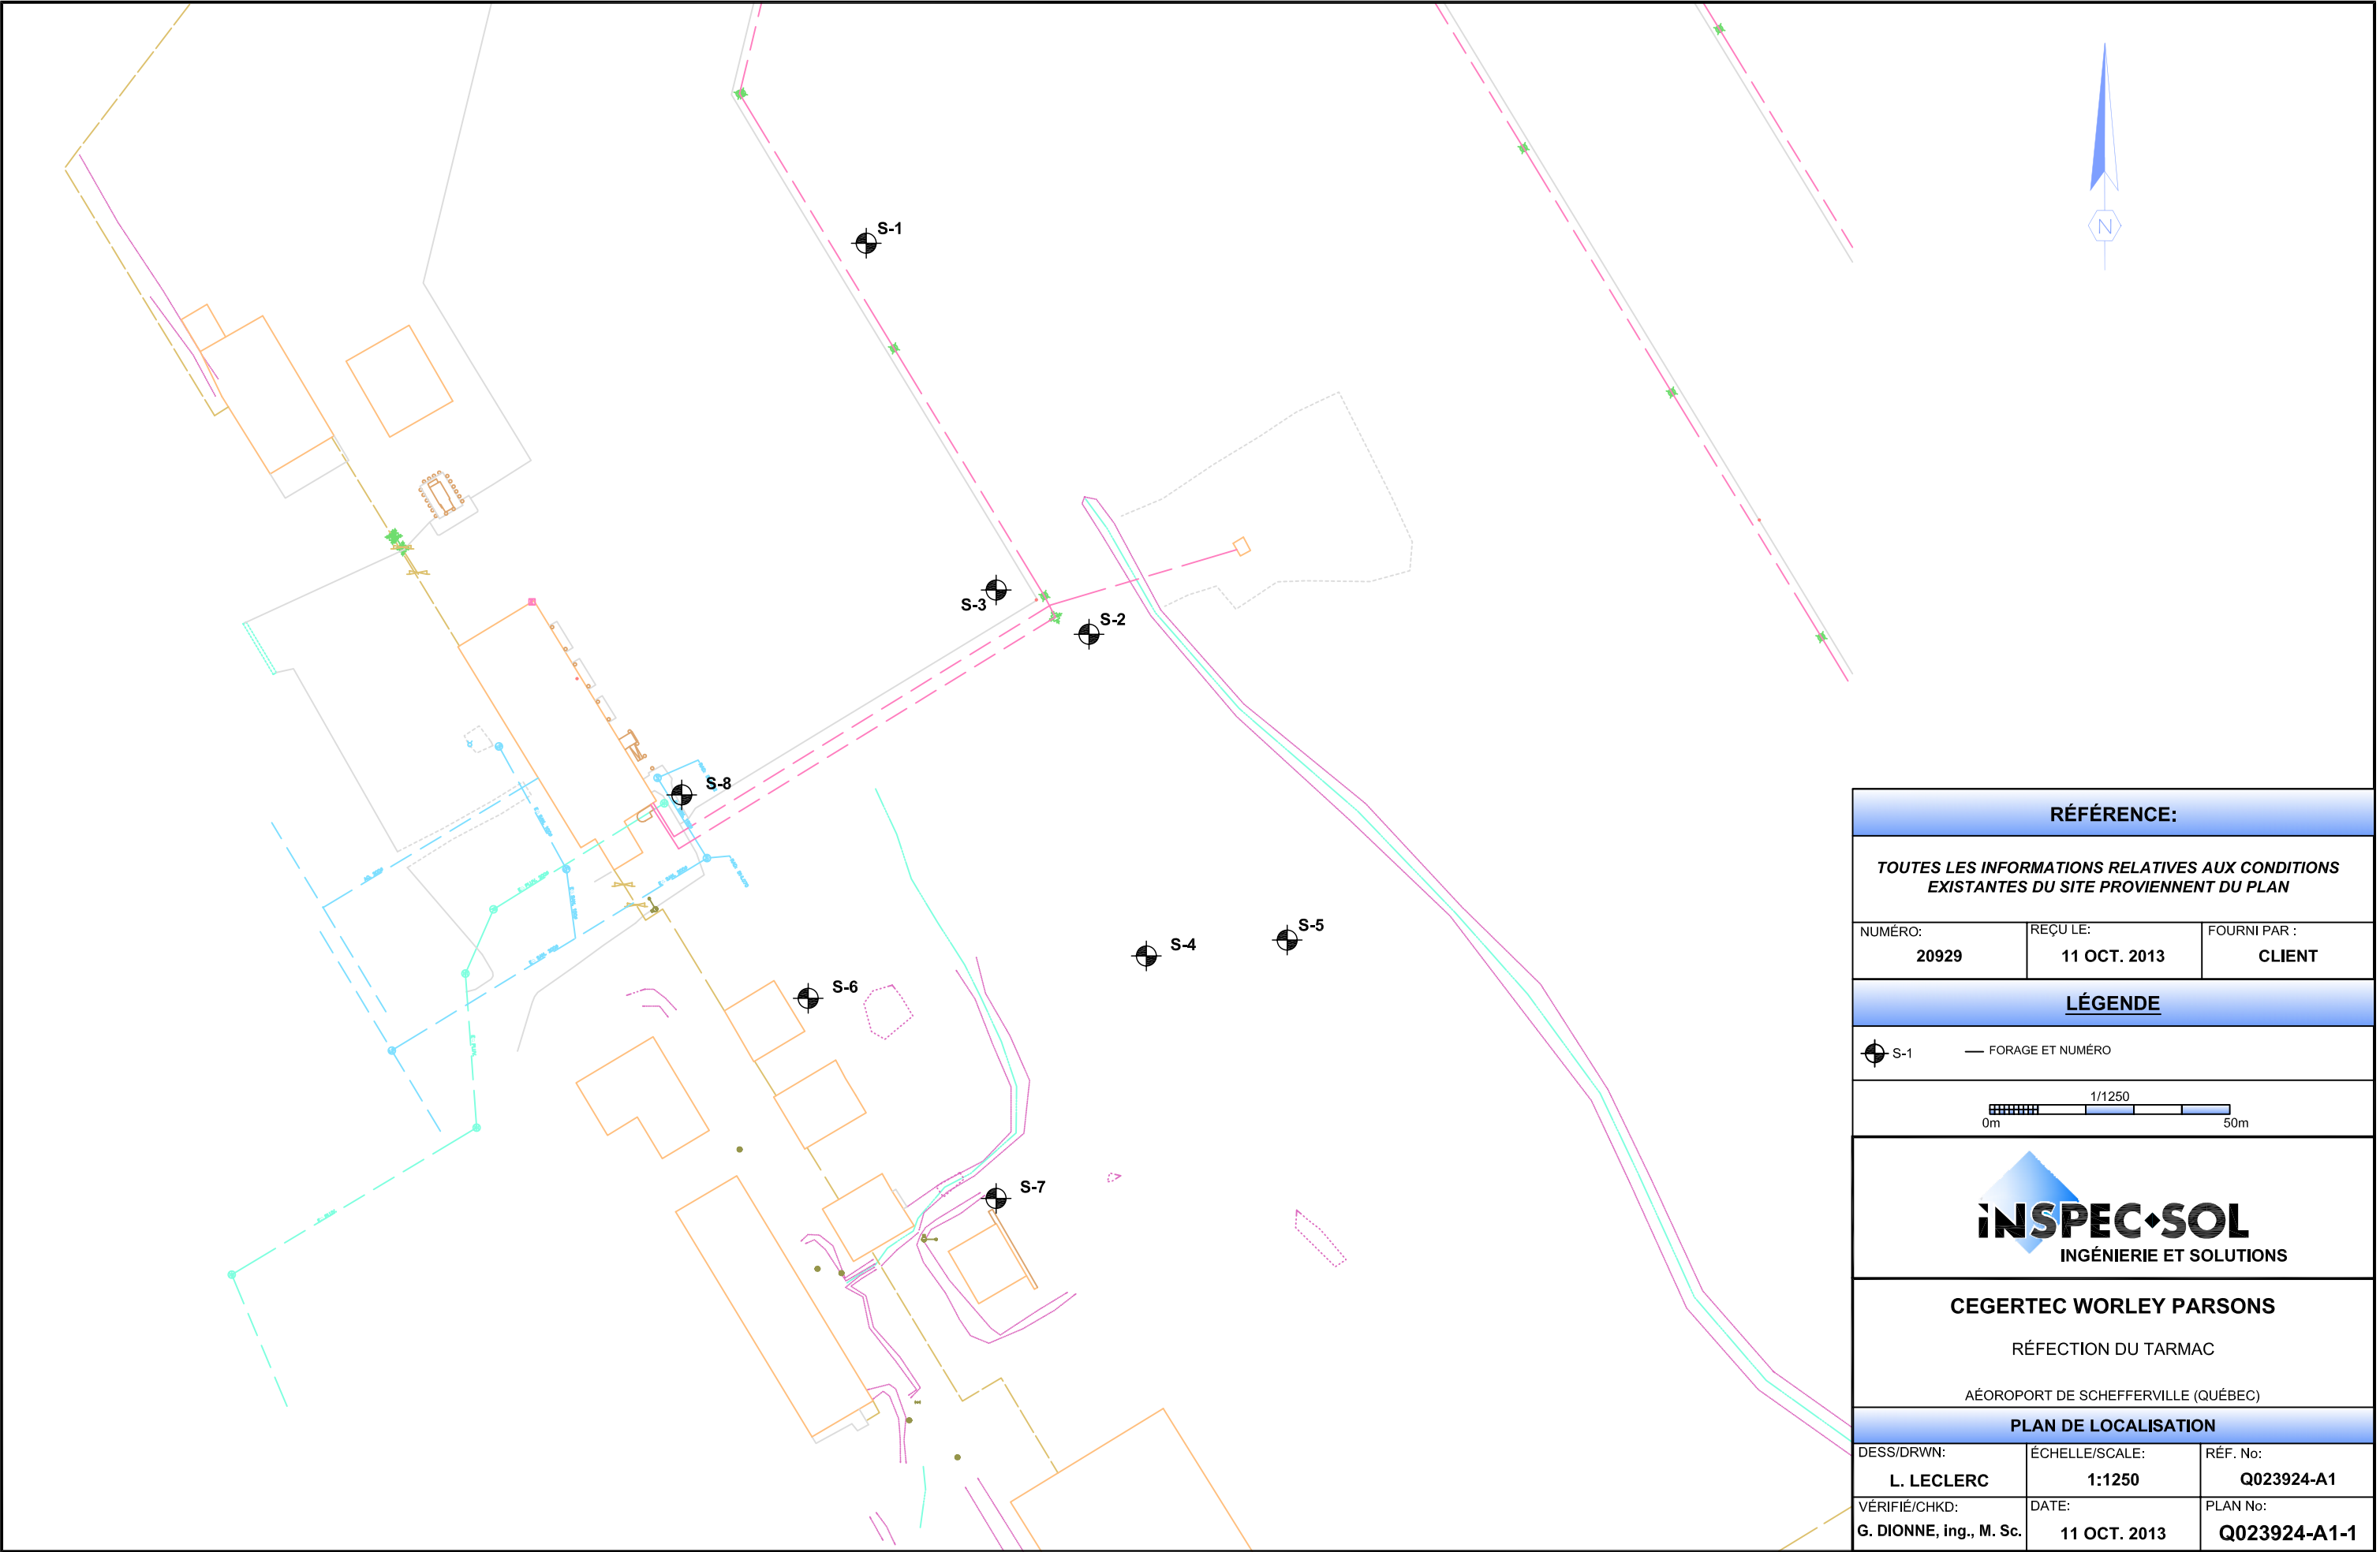 S-1
S-3
S-2
S-8
S-4
S-5
S-6
S-7
N
RÉFÉRENCE:
TOUTES LES INFORMATIONS RELATIVES AUX CONDITIONS
EXISTANTES DU SITE PROVIENNENT DU PLAN
NUMÉRO:
20929
REÇU LE:
11 OCT. 2013
FOURNI PAR :
CLIENT
LÉGENDE
S-1
FORAGE ET NUMÉRO
1/1250
0m
50m
INSPEC SOL
INGÉNIERIE ET SOLUTIONS
CEGERTEC WORLEY PARSONS
RÉFECTION DU TARMAC
AÉOROPORT DE SCHEFFERVILLE (QUÉBEC)
PLAN DE LOCALISATION
DESS/DRWN:
L. LECLERC
ÉCHELLE/SCALE:
1:1250
RÉF. No:
Q023924-A1
VÉRIFIÉ/CHKD:
G. DIONNE, ing., M. Sc.
DATE:
11 OCT. 2013
PLAN No:
Q023924-A1-1